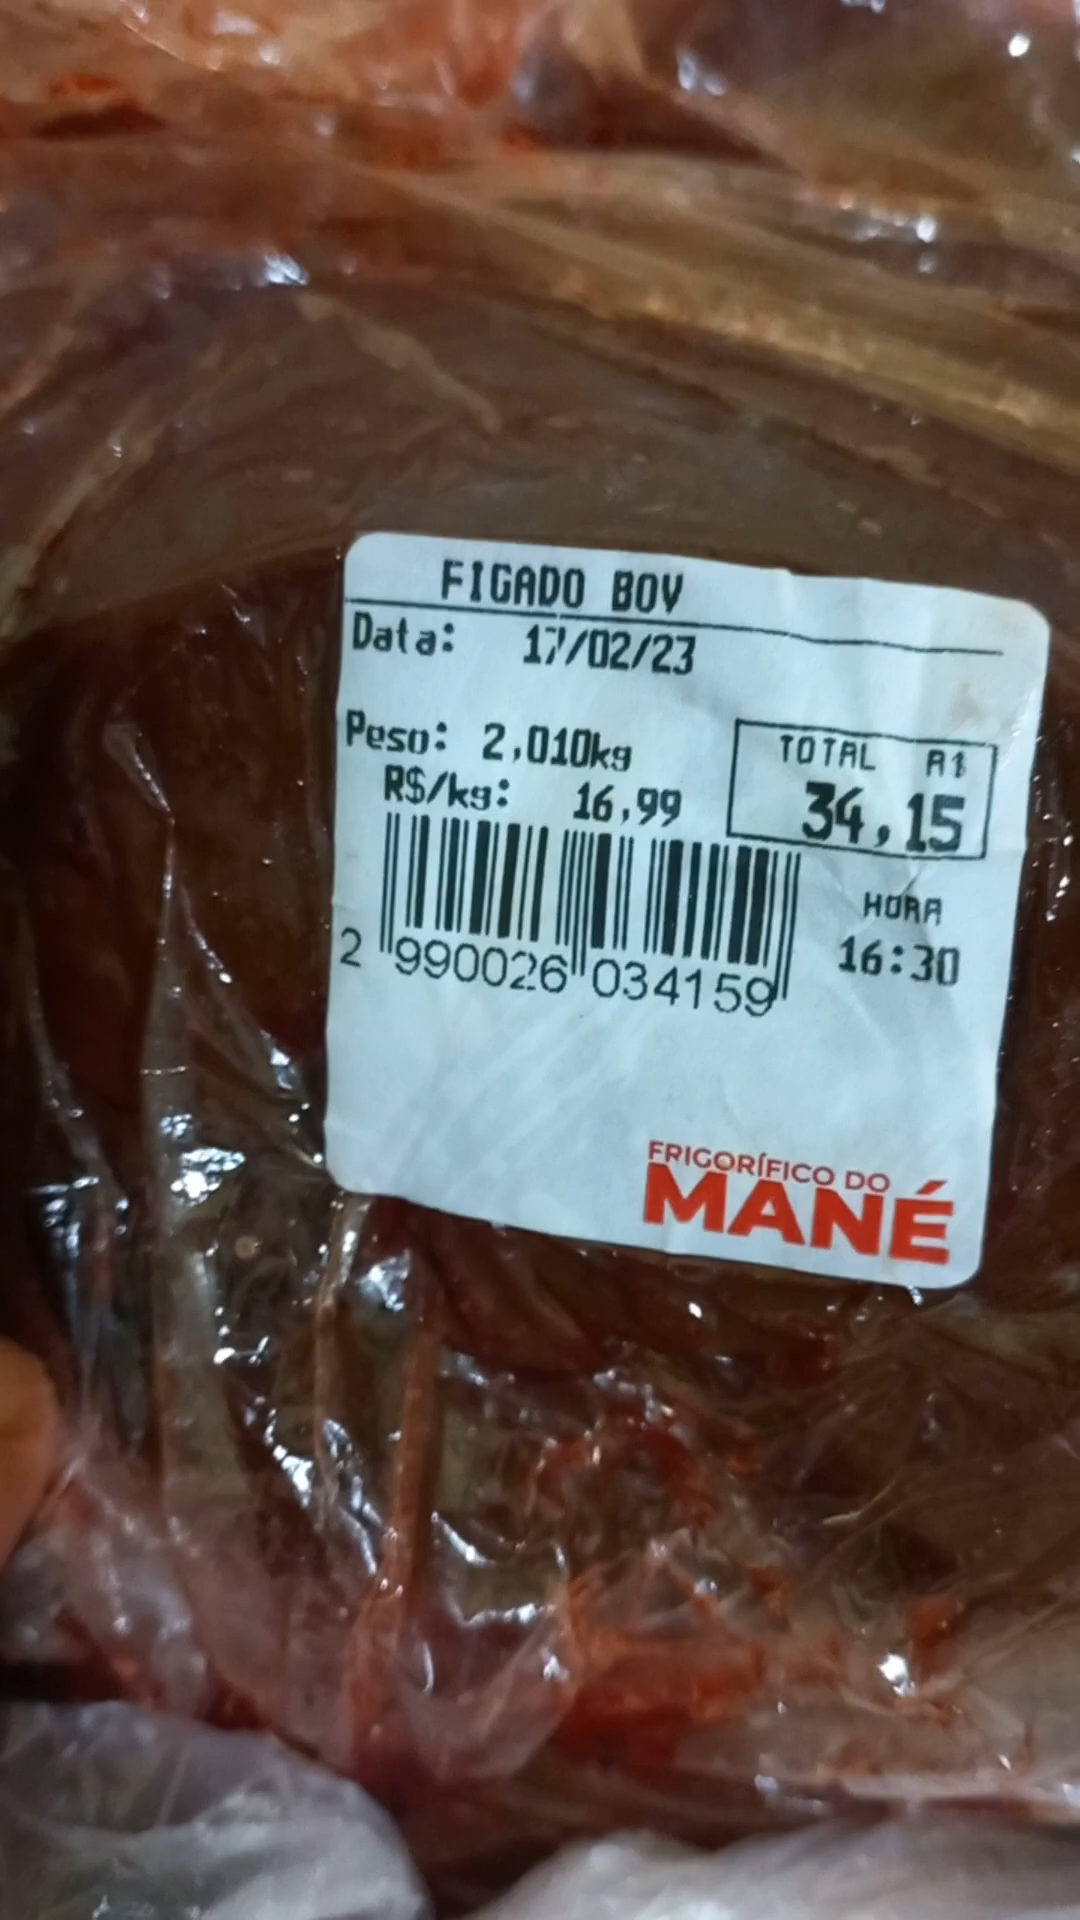 FIGADO BOV
Data: 17/02/23
Peso: 2,010kg
TOTAL R$
R$/kg: 16,99
34,15
HORA
16:30
2 990026 034159
FRIGORÍFICO DO
MANÉ